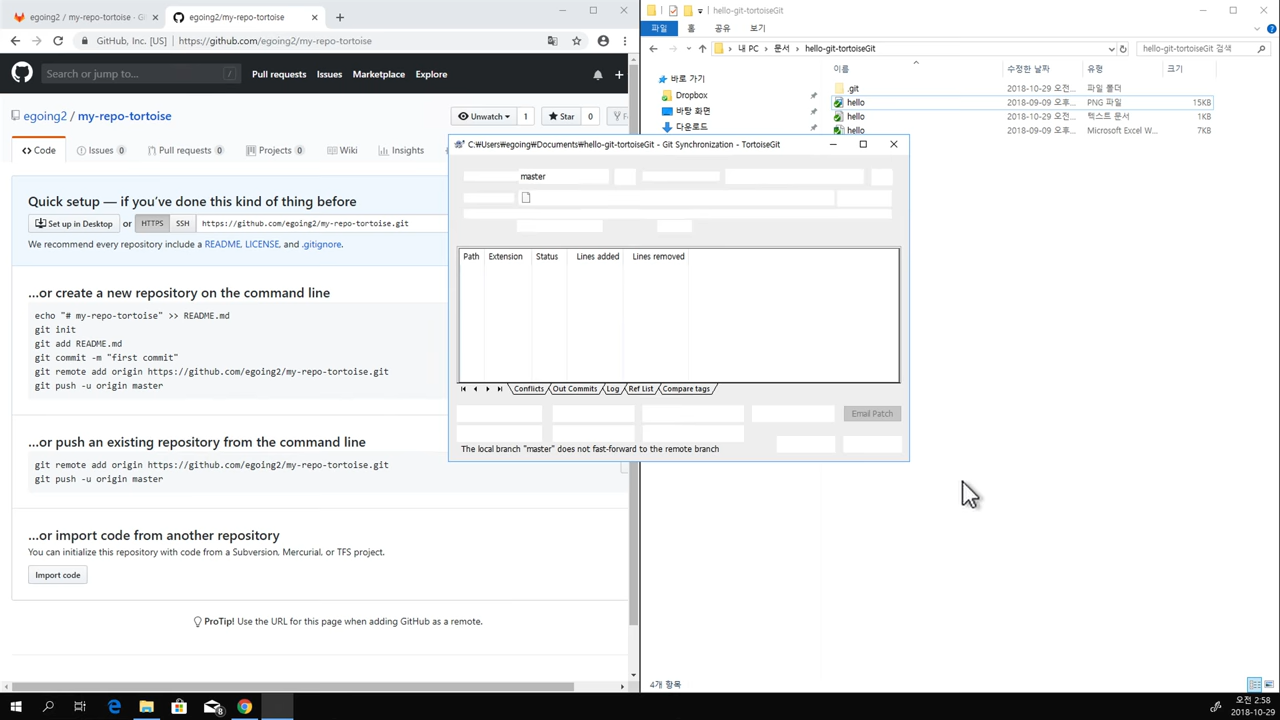 egoing2 / my-repo-tortoise · Gi
egoing2/my-repo-tortoise
GitHub, Inc. [US]
https://github.com/egoing2/my-repo-tortoise
Search or jump to...
/
Pull requests
Issues
Marketplace
Explore
egoing2 / my-repo-tortoise
Unwatch
1
Star
0
Code
Issues 0
Pull requests 0
Projects 0
Wiki
Insights
Quick setup — if you've done this kind of thing before
Set up in Desktop
or
HTTPS
SSH
https://github.com/egoing2/my-repo-tortoise.git
We recommend every repository include a README, LICENSE, and .gitignore.
...or create a new repository on the command line
echo "# my-repo-tortoise" >> README.md
git init
git add README.md
git commit -m "first commit"
git remote add origin https://github.com/egoing2/my-repo-tortoise.git
git push -u origin master
...or push an existing repository from the command line
git remote add origin https://github.com/egoing2/my-repo-tortoise.git
git push -u origin master
...or import code from another repository
You can initialize this repository with code from a Subversion, Mercurial, or TFS project.
Import code
ProTip! Use the URL for this page when adding GitHub as a remote.
hello-git-tortoiseGit
파일
홈
공유
보기
내 PC
문서
hello-git-tortoiseGit
hello-git-tortoiseGit 검색
바로 가기
Dropbox
바탕 화면
다운로드
이름
수정한 날짜
유형
크기
.git
2018-10-29 오전...
파일 폴더
hello
2018-09-09 오후...
PNG 파일
15KB
hello
2018-10-29 오전...
텍스트 문서
1KB
hello
2018-09-09 오후...
Microsoft Excel W...
7KB
C:₩Users₩egoing₩Documents₩hello-git-tortoiseGit - Git Synchronization - TortoiseGit
master
Path
Extension
Status
Lines added
Lines removed
Conflicts
Out Commits
Log
Ref List
Compare tags
Email Patch
The local branch "master" does not fast-forward to the remote branch
4개 항목
8
오전 2:58
2018-10-29